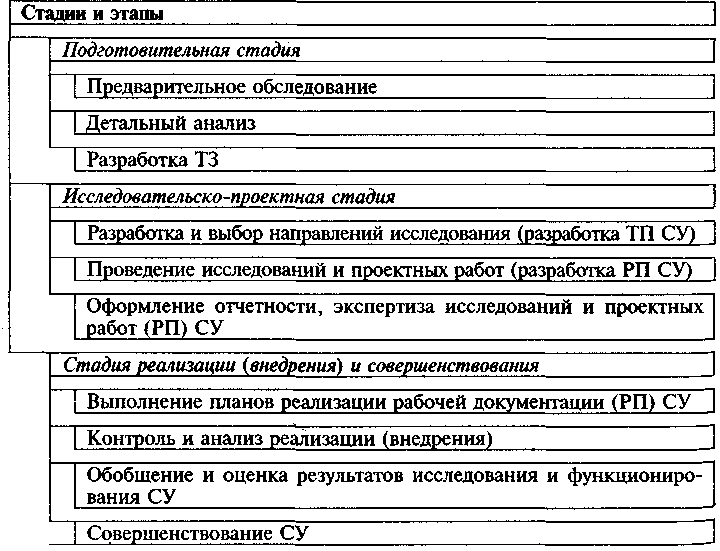 Стадии и этапы
Подготовительная стадия
Предварительное обследование
Детальный анализ
Разработка ТЗ
Исследовательско-проектная стадия
Разработка и выбор направлений исследования (разработка ТП СУ)
Проведение исследований и проектных работ (разработка РП СУ)
Оформление отчетности, экспертиза исследований и проектных
работ (РП) СУ
Стадия реализации (внедрения) и совершенствования
Выполнение планов реализации рабочей документации (РП) СУ
Контроль и анализ реализации (внедрения)
Обобщение и оценка результатов исследования и функциониро-
вания СУ
Совершенствование СУ